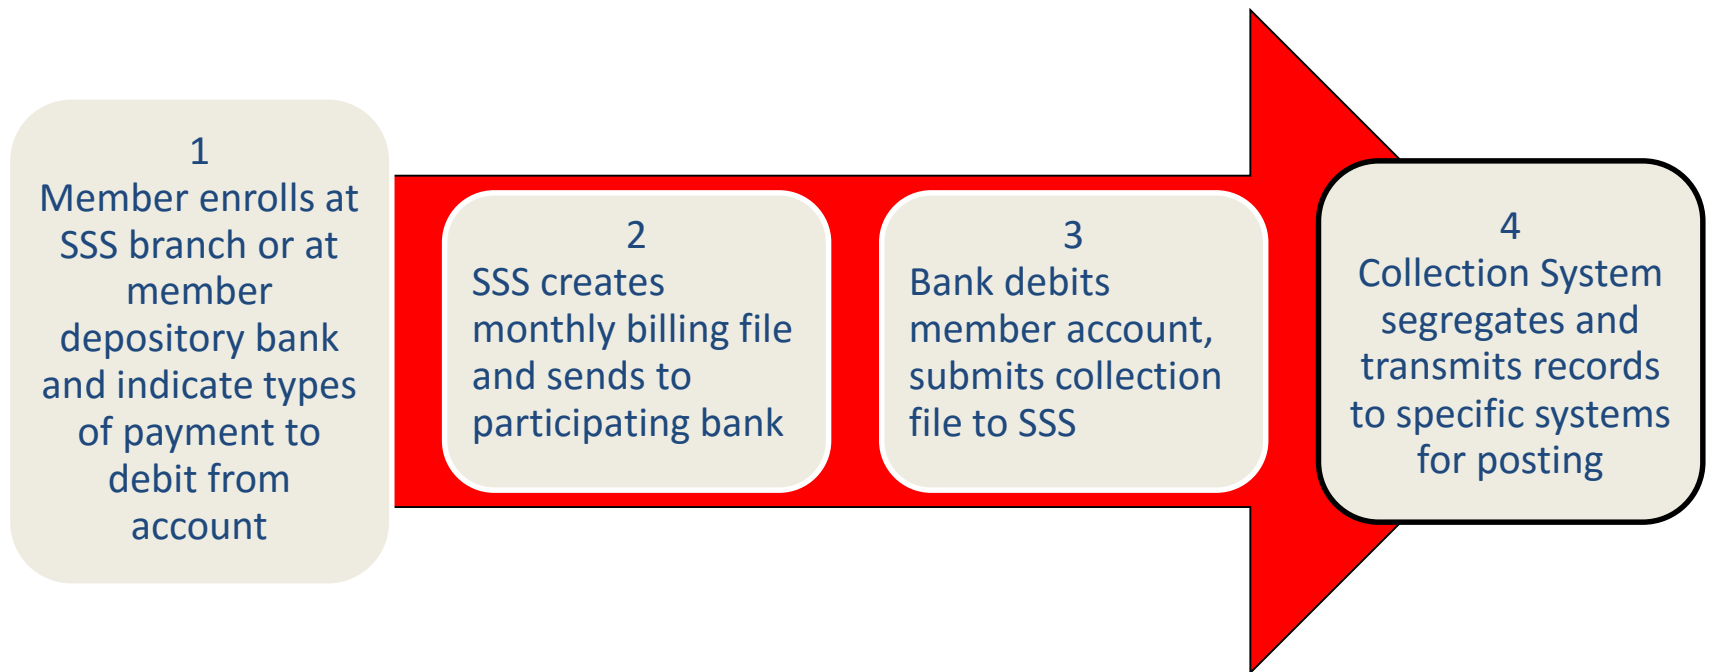 1
Member enrolls at
SSS branch or at
member
depository bank
and indicate types
of payment to
debit from
account
2
SSS creates
monthly billing file
and sends to
participating bank
3
Bank debits
member account,
submits collection
file to SSS
4
Collection System
segregates and
transmits records
to specific systems
for posting